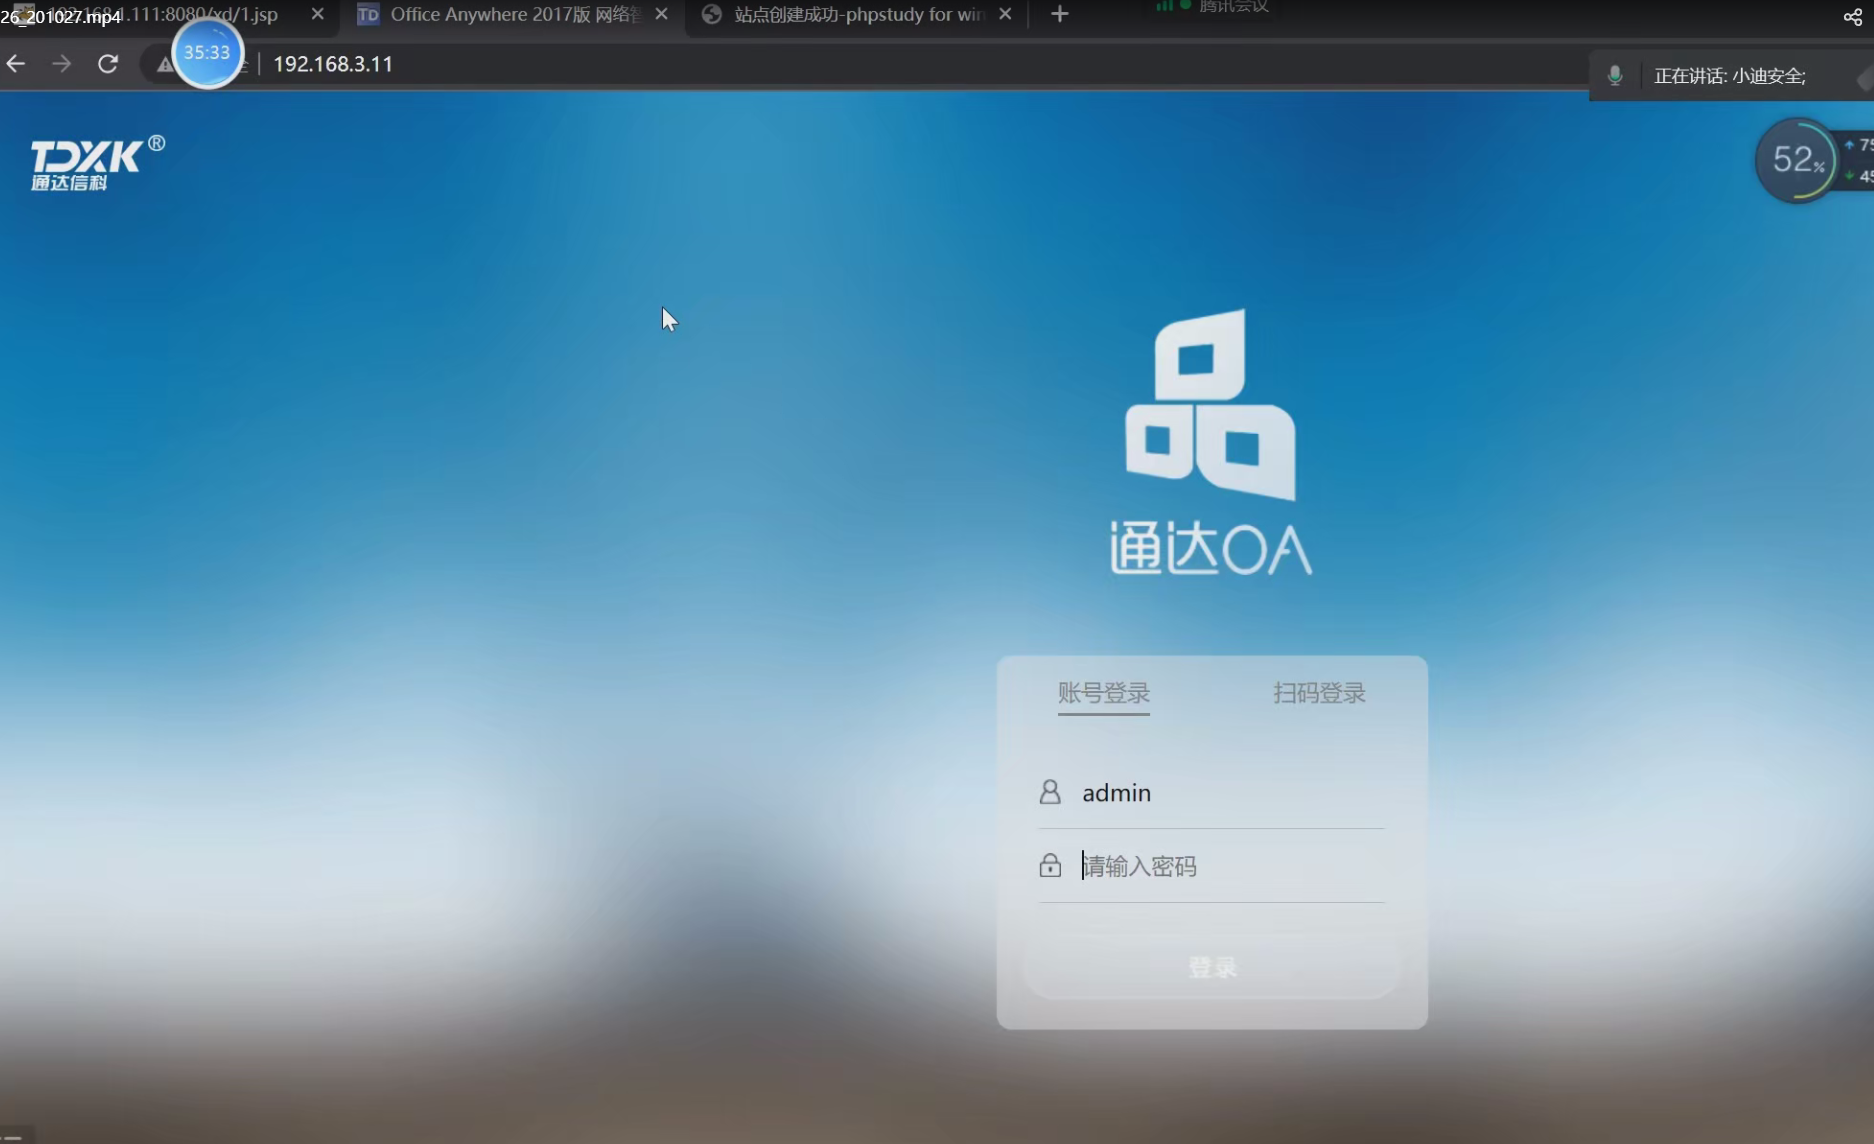 26_201027.mp4
.111:8080/xd/1.jsp
TD Office Anywhere 2017版 网络智
站点创建成功-phpstudy for win
腾讯会议
35:33
192.168.3.11
正在讲话: 小迪安全;
TDXK®
通达信科
52%
75
45
通达OA
账号登录
扫码登录
admin
请输入密码
登录